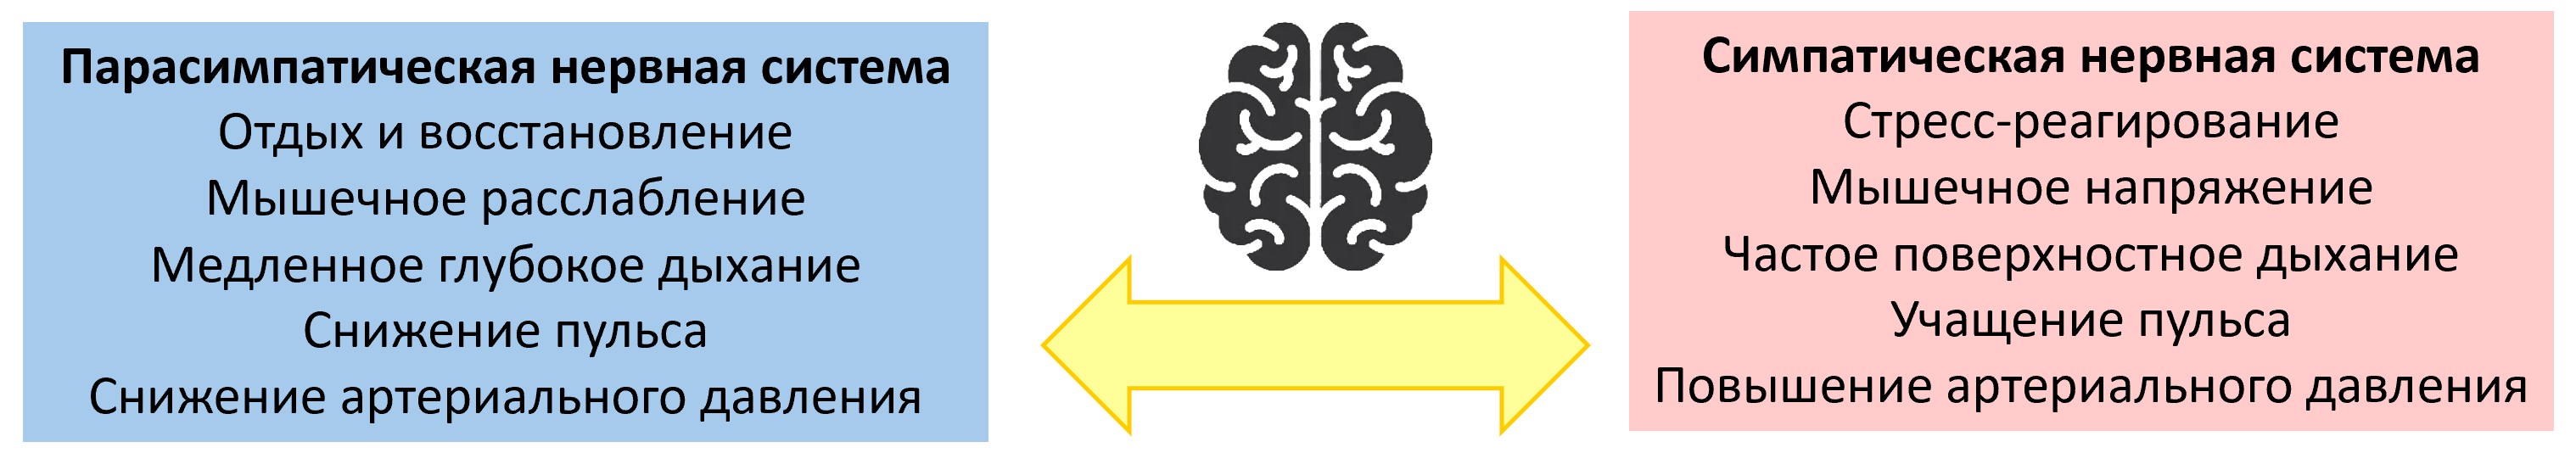 Парасимпатическая нервная система
Отдых и восстановление
Мышечное расслабление
Медленное глубокое дыхание
Снижение пульса
Снижение артериального давления
Симпатическая нервная система
Стресс-реагирование
Мышечное напряжение
Частое поверхностное дыхание
Учащение пульса
Повышение артериального давления